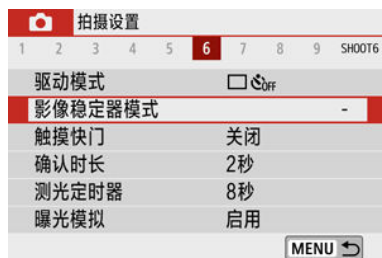 拍摄设置
1 2 3 4 5 6 7 8 9 SHOOT6
驱动模式 OFF
影像稳定器模式 -
触摸快门 关闭
确认时长 2秒
测光定时器 8秒
曝光模拟 启用
MENU